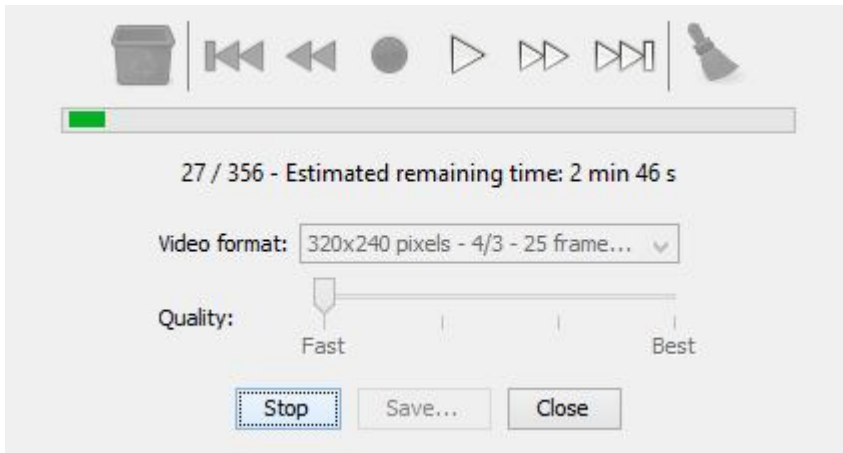 27 / 356 - Estimated remaining time: 2 min 46 s
Video format: 320x240 pixels - 4/3 - 25 frame...
Quality:
Fast Best
Stop Save... Close